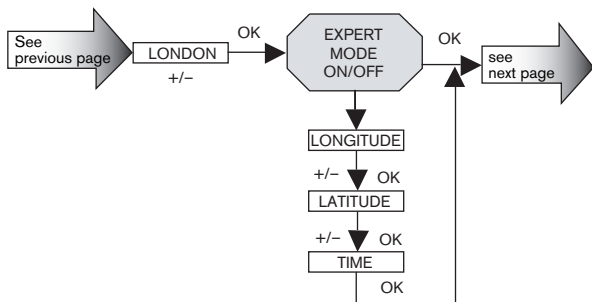 See
previous page
LONDON
+/–
OK
EXPERT
MODE
ON/OFF
OK
see
next page
LONGITUDE
+/– OK
LATITUDE
+/– OK
TIME
OK